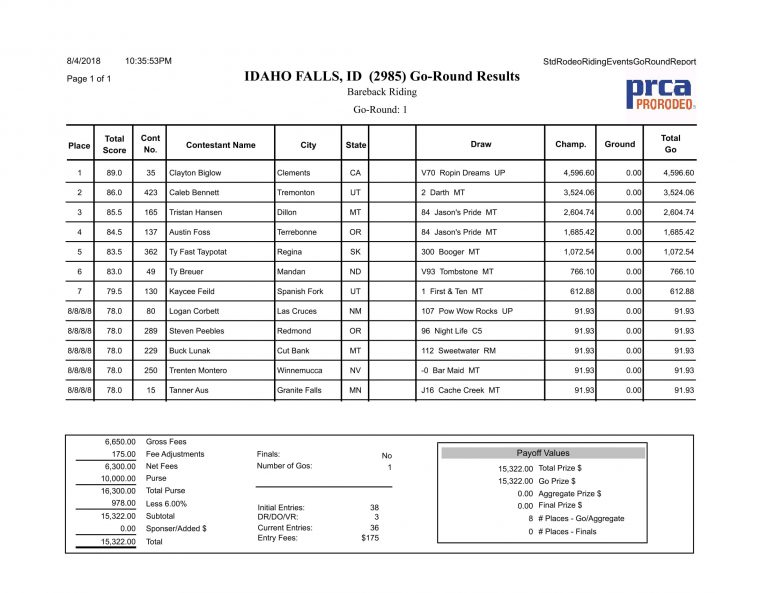 8/4/2018 10:35:53PM StdRodeoRidingEventsGoRoundReport
Page 1 of 1 IDAHO FALLS, ID (2985) Go-Round Results
Bareback Riding
prca
PRORODEO
Go-Round: 1
Place Total Score Cont No. Contestant Name City State Draw Champ. Ground Total Go
1 89.0 35 Clayton Biglow Clements CA V70 Ropin Dreams UP 4,596.60 0.00 4,596.60
2 86.0 423 Caleb Bennett Tremonton UT 2 Darth MT 3,524.06 0.00 3,524.06
3 85.5 165 Tristan Hansen Dillon MT 84 Jason's Pride MT 2,604.74 0.00 2,604.74
4 84.5 137 Austin Foss Terrebonne OR 84 Jason's Pride MT 1,685.42 0.00 1,685.42
5 83.5 362 Ty Fast Taypotat Regina SK 300 Booger MT 1,072.54 0.00 1,072.54
6 83.0 49 Ty Breuer Mandan ND V93 Tombstone MT 766.10 0.00 766.10
7 79.5 130 Kaycee Feild Spanish Fork UT 1 First & Ten MT 612.88 0.00 612.88
8/8/8/8 78.0 80 Logan Corbett Las Cruces NM 107 Pow Wow Rocks UP 91.93 0.00 91.93
8/8/8/8 78.0 289 Steven Peebles Redmond OR 96 Night Life C5 91.93 0.00 91.93
8/8/8/8 78.0 229 Buck Lunak Cut Bank MT 112 Sweetwater RM 91.93 0.00 91.93
8/8/8/8 78.0 250 Trenten Montero Winnemucca NV -0 Bar Maid MT 91.93 0.00 91.93
8/8/8/8 78.0 15 Tanner Aus Granite Falls MN J16 Cache Creek MT 91.93 0.00 91.93
6,650.00 Gross Fees
175.00 Fee Adjustments
6,300.00 Net Fees
10,000.00 Purse
16,300.00 Total Purse
978.00 Less 6.00%
15,322.00 Subtotal
0.00 Sponser/Added $
15,322.00 Total
Finals: No
Number of Gos: 1
Initial Entries: 38
DR/DO/VR: 3
Current Entries: 36
Entry Fees: $175
Payoff Values
15,322.00 Total Prize $
15,322.00 Go Prize $
0.00 Aggregate Prize $
0.00 Final Prize $
8 # Places - Go/Aggregate
0 # Places - Finals